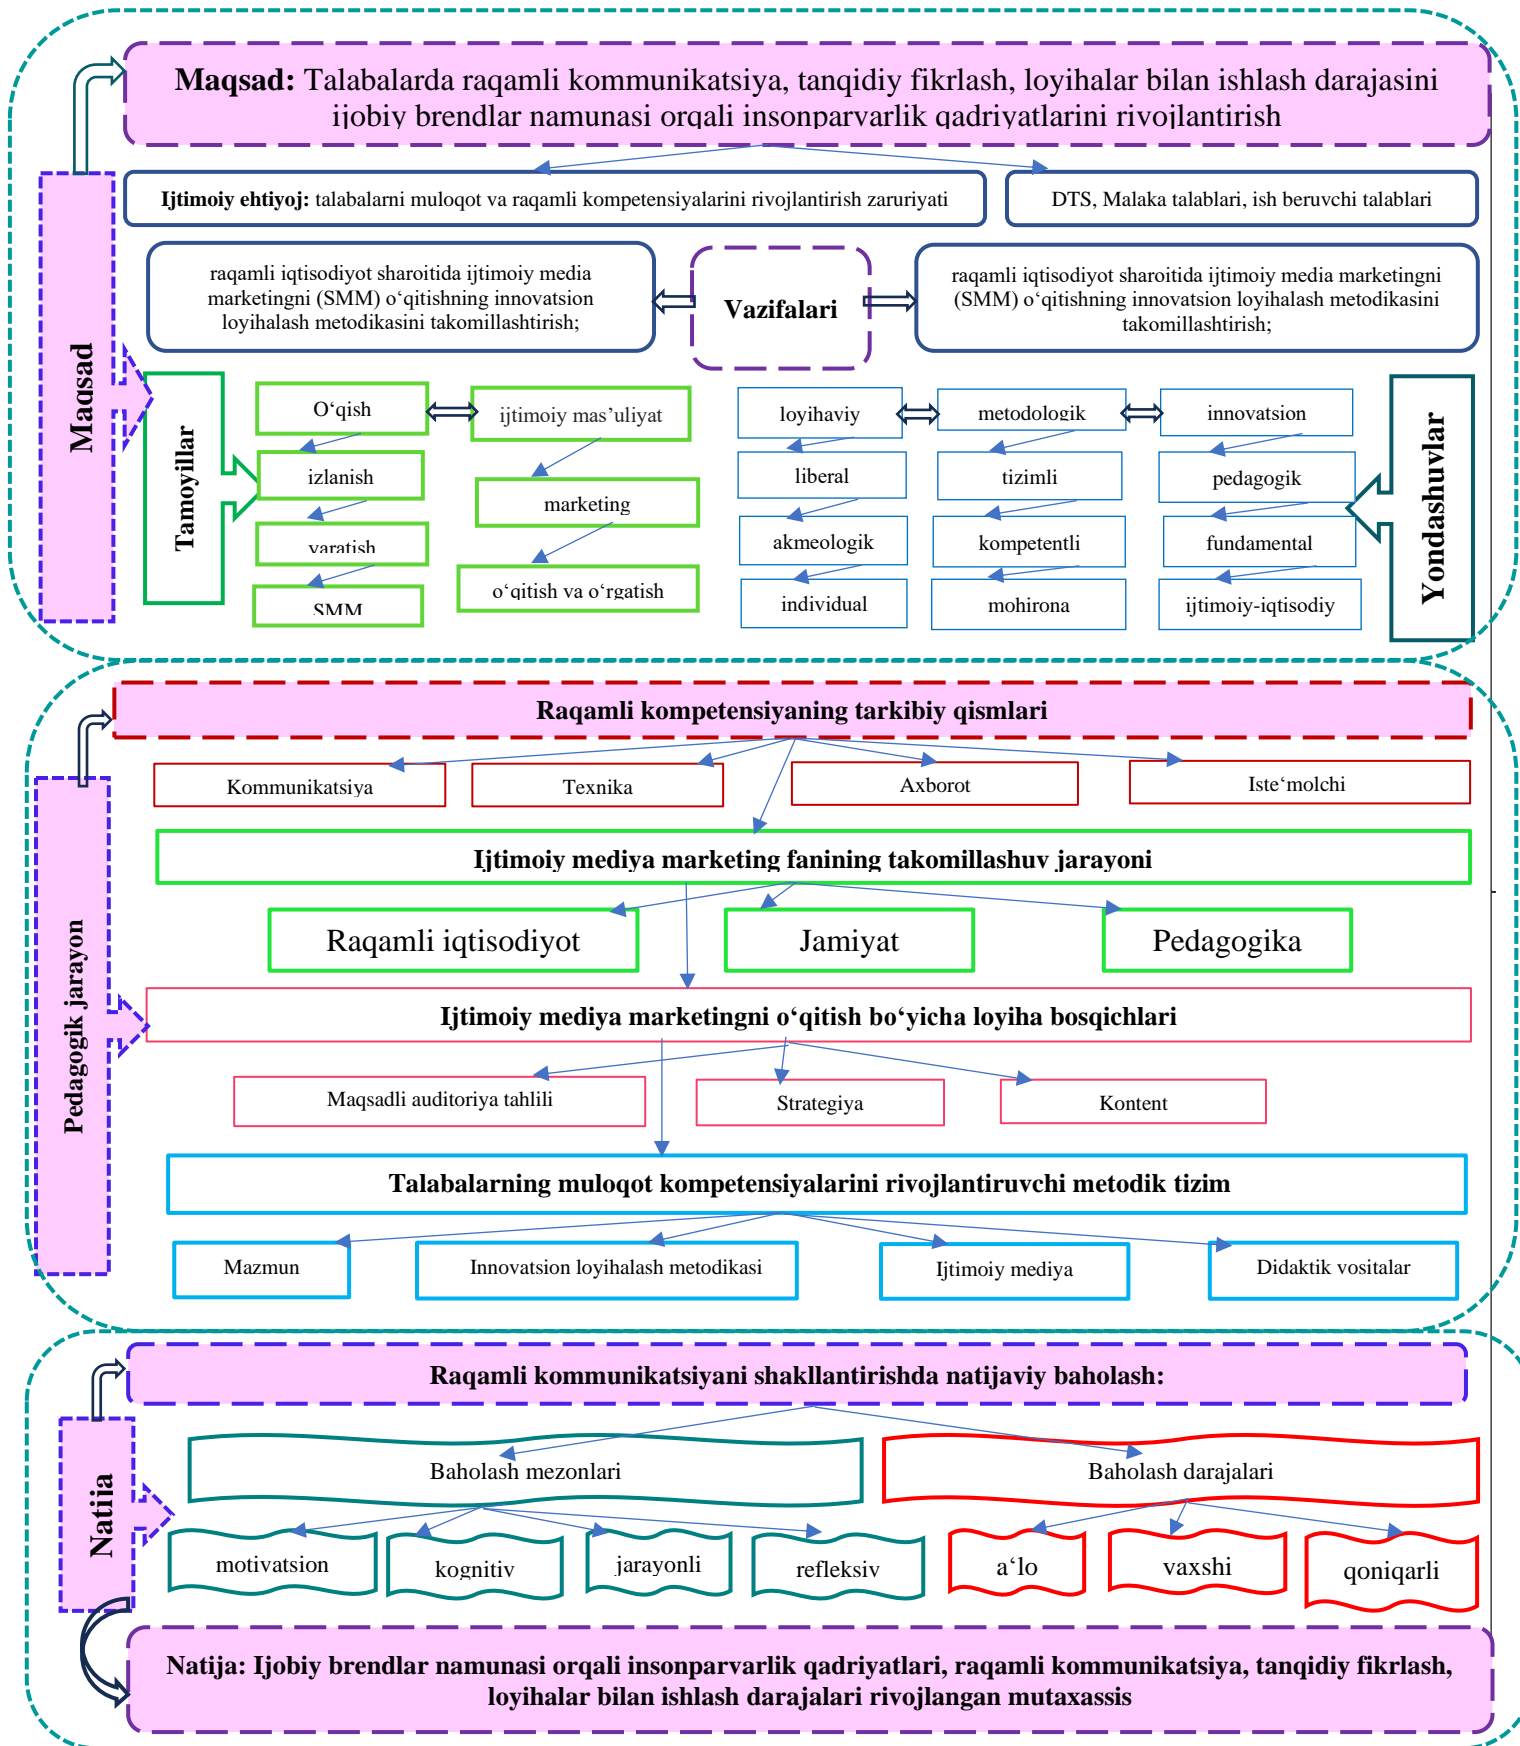 Maqsad: Talabalarda raqamli kommunikatsiya, tanqidiy fikrlash, loyihalar bilan ishlash darajasini
ijobiy brendlar namunasi orqali insonparvarlik qadriyatlarini rivojlantirish
Ijtimoiy ehtiyoj: talabalarni muloqot va raqamli kompetensiyalarini rivojlantirish zaruriyati
DTS, Malaka talablari, ish beruvchi talablari
Maqsad
raqamli iqtisodiyot sharoitida ijtimoiy media
marketingni (SMM) o‘qitishning innovatsion
loyihalash metodikasini takomillashtirish;
Vazifalari
raqamli iqtisodiyot sharoitida ijtimoiy media marketingni
(SMM) o‘qitishning innovatsion loyihalash metodikasini
takomillashtirish;
Tamoyillar
O‘qish
izlanish
yaratish
SMM
ijtimoiy mas’uliyat
marketing
o‘qitish va o‘rgatish
loyihaviy
liberal
akmeologik
individual
metodologik
tizimli
kompetentli
mohirona
innovatsion
pedagogik
fundamental
ijtimoiy-iqtisodiy
Yondashuvlar
Raqamli kompetensiyaning tarkibiy qismlari
Kommunikatsiya
Texnika
Axborot
Iste‘molchi
Pedagogik jarayon
Ijtimoiy mediya marketing fanining takomillashuv jarayoni
Raqamli iqtisodiyot
Jamiyat
Pedagogika
Ijtimoiy mediya marketingni o‘qitish bo‘yicha loyiha bosqichlari
Maqsadli auditoriya tahlili
Strategiya
Kontent
Talabalarning muloqot kompetensiyalarini rivojlantiruvchi metodik tizim
Mazmun
Innovatsion loyihalash metodikasi
Ijtimoiy mediya
Didaktik vositalar
Raqamli kommunikatsiyani shakllantirishda natijaviy baholash:
Natija
Baholash mezonlari
Baholash darajalari
motivatsion
kognitiv
jarayonli
refleksiv
a‘lo
yaxshi
qoniqarli
Natija: Ijobiy brendlar namunasi orqali insonparvarlik qadriyatlari, raqamli kommunikatsiya, tanqidiy fikrlash,
loyihalar bilan ishlash darajalari rivojlangan mutaxassis